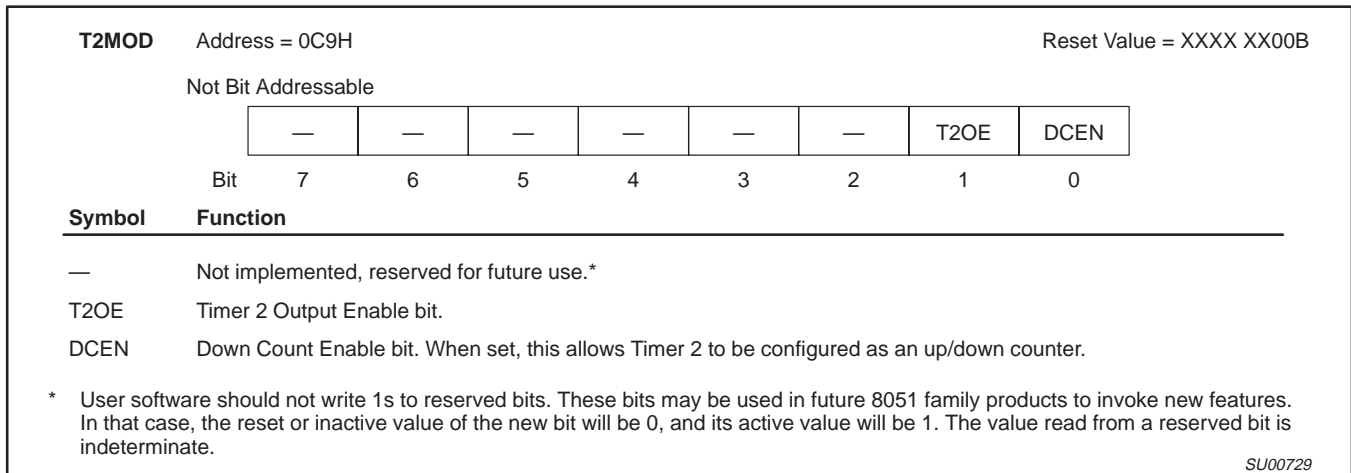 T2MOD Address = 0C9H Reset Value = XXXX XX00B
Not Bit Addressable
— — — — — — T2OE DCEN
Bit 7 6 5 4 3 2 1 0
Symbol Function
— Not implemented, reserved for future use.*
T2OE Timer 2 Output Enable bit.
DCEN Down Count Enable bit. When set, this allows Timer 2 to be configured as an up/down counter.
* User software should not write 1s to reserved bits. These bits may be used in future 8051 family products to invoke new features.
In that case, the reset or inactive value of the new bit will be 0, and its active value will be 1. The value read from a reserved bit is
indeterminate.
SU00729